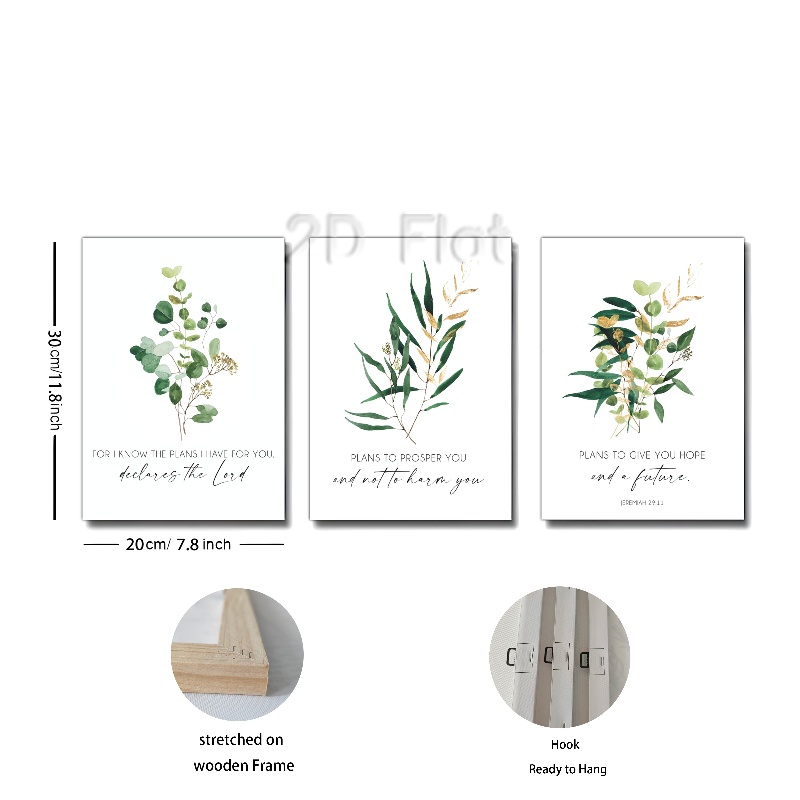 2D Flat
FOR I KNOW THE PLANS I HAVE FOR YOU,
declares the Lord
PLANS TO PROSPER YOU
and not to harm you
PLANS TO GIVE YOU HOPE
and a future.
JEREMIAH 29:11
30cm/11.8inch
20cm/ 7.8 inch
stretched on
wooden Frame
Hook
Ready to Hang